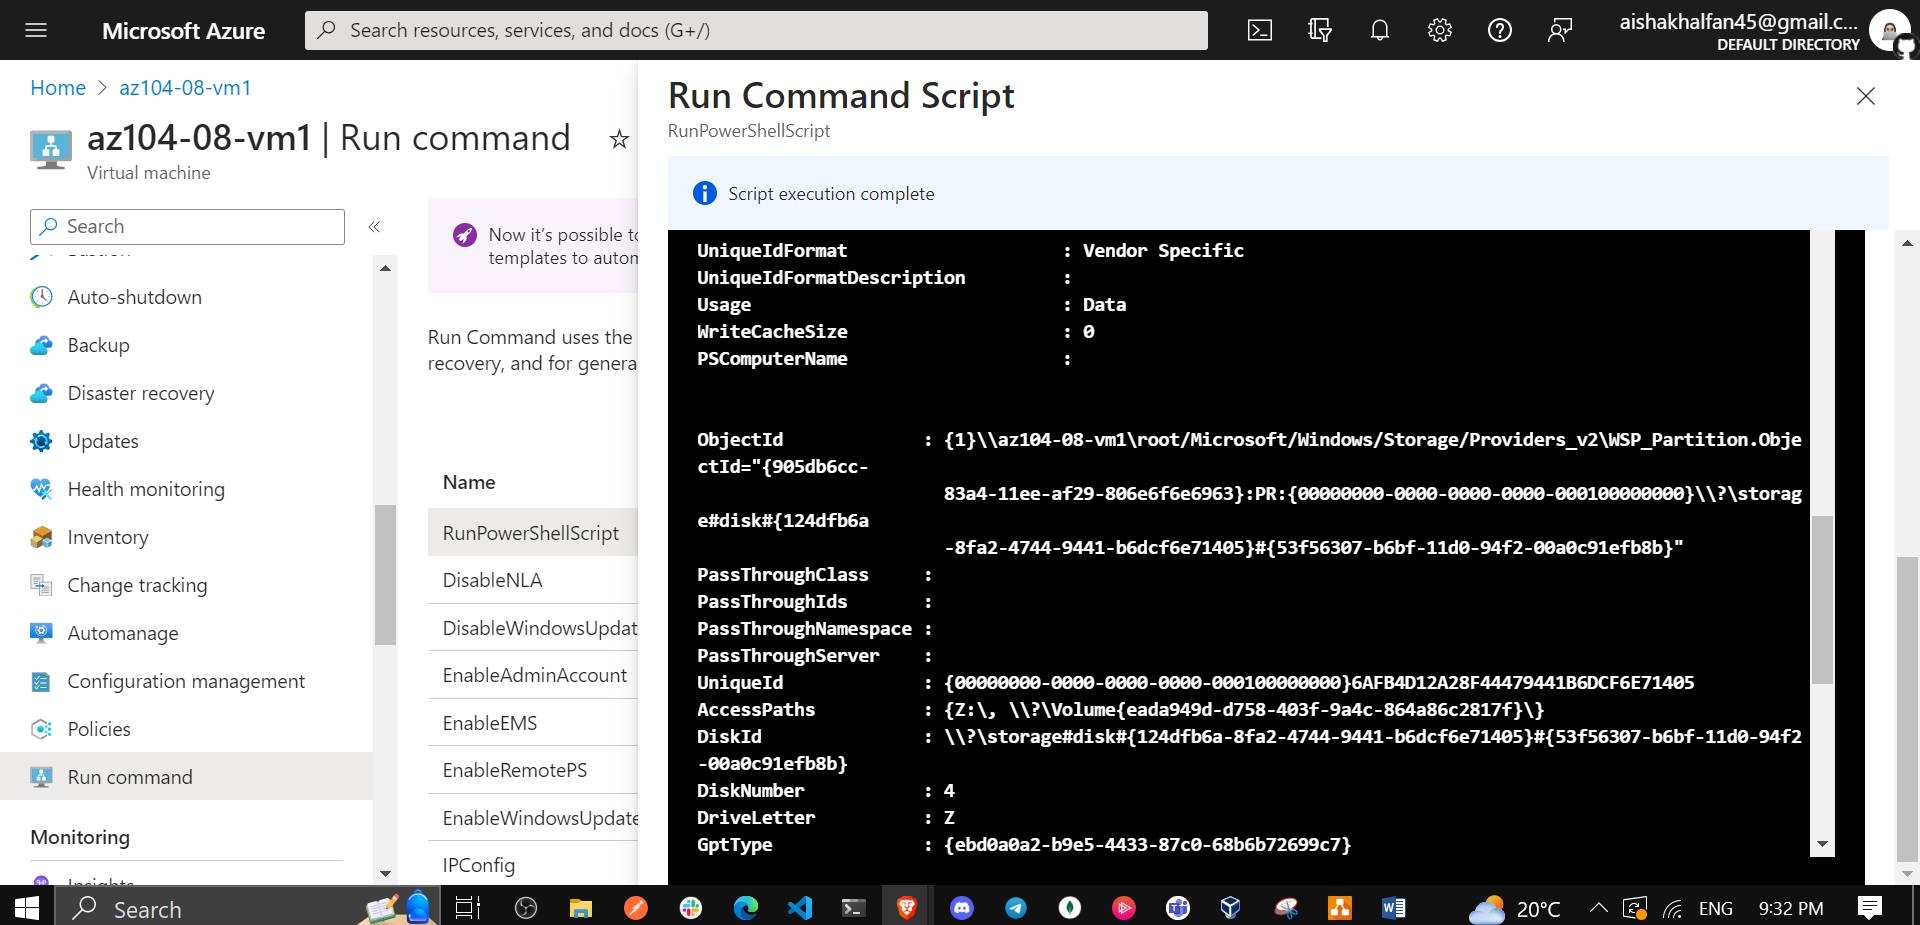 Microsoft Azure
Search resources, services, and docs (G+/)
aishakhalfan45@gmail.c...
DEFAULT DIRECTORY
Home > az104-08-vm1
az104-08-vm1 | Run command
Virtual machine
Search
«
Auto-shutdown
Backup
Disaster recovery
Updates
Health monitoring
Inventory
Change tracking
Automanage
Configuration management
Policies
Run command
Monitoring
Insights
Now it's possible to
templates to autom
Run Command uses the
recovery, and for genera
Name
RunPowerShellScript
DisableNLA
DisableWindowsUpdat
EnableAdminAccount
EnableEMS
EnableRemotePS
EnableWindowsUpdate
IPConfig
Run Command Script
RunPowerShellScript
Script execution complete
UniqueIdFormat : Vendor Specific
UniqueIdFormatDescription :
Usage : Data
WriteCacheSize : 0
PSComputerName :
ObjectId : {1}\\az104-08-vm1\root/Microsoft/Windows/Storage/Providers_v2\WSP_Partition.Obje
ctId="{905db6cc-
83a4-11ee-af29-806e6f6e6963}:PR:{00000000-0000-0000-0000-000100000000}\\?\storag
e#disk#{124dfb6a
-8fa2-4744-9441-b6dcf6e71405}#{53f56307-b6bf-11d0-94f2-00a0c91efb8b}"
PassThroughClass :
PassThroughIds :
PassThroughNamespace :
PassThroughServer :
UniqueId : {00000000-0000-0000-0000-000100000000}6AFB4D12A28F44479441B6DCF6E71405
AccessPaths : {Z:\, \\?\Volume{eada949d-d758-403f-9a4c-864a86c2817f}\}
DiskId : \\?\storage#disk#{124dfb6a-8fa2-4744-9441-b6dcf6e71405}#{53f56307-b6bf-11d0-94f2
-00a0c91efb8b}
DiskNumber : 4
DriveLetter : Z
GptType : {ebd0a0a2-b9e5-4433-87c0-68b6b72699c7}
Search
20°C
ENG
9:32 PM